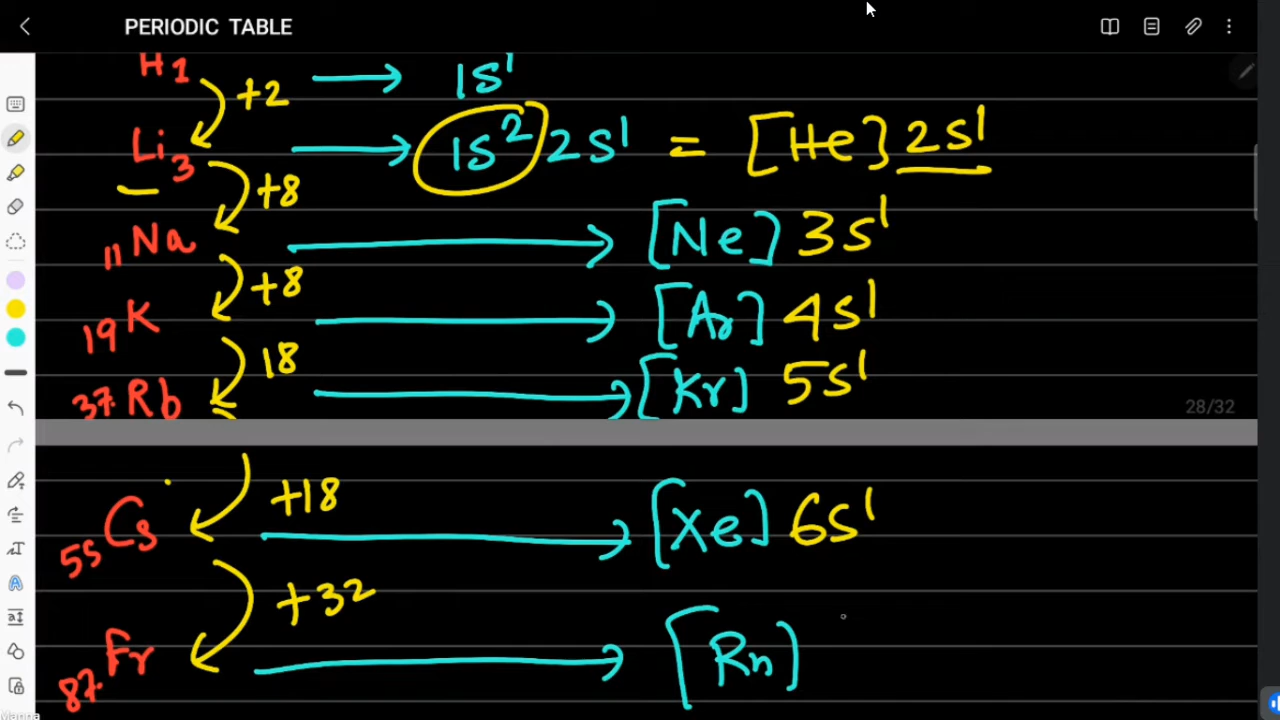 PERIODIC TABLE
H 1 → 1s¹
+2
Li 3 → 1s² 2s¹ = [He] 2s¹
+8
11 Na → [Ne] 3s¹
+8
19 K → [Ar] 4s¹
18
37 Rb → [Kr] 5s¹
28/32
+18
55 Cs → [Xe] 6s¹
+32
87 Fr → [Rn]
Manna